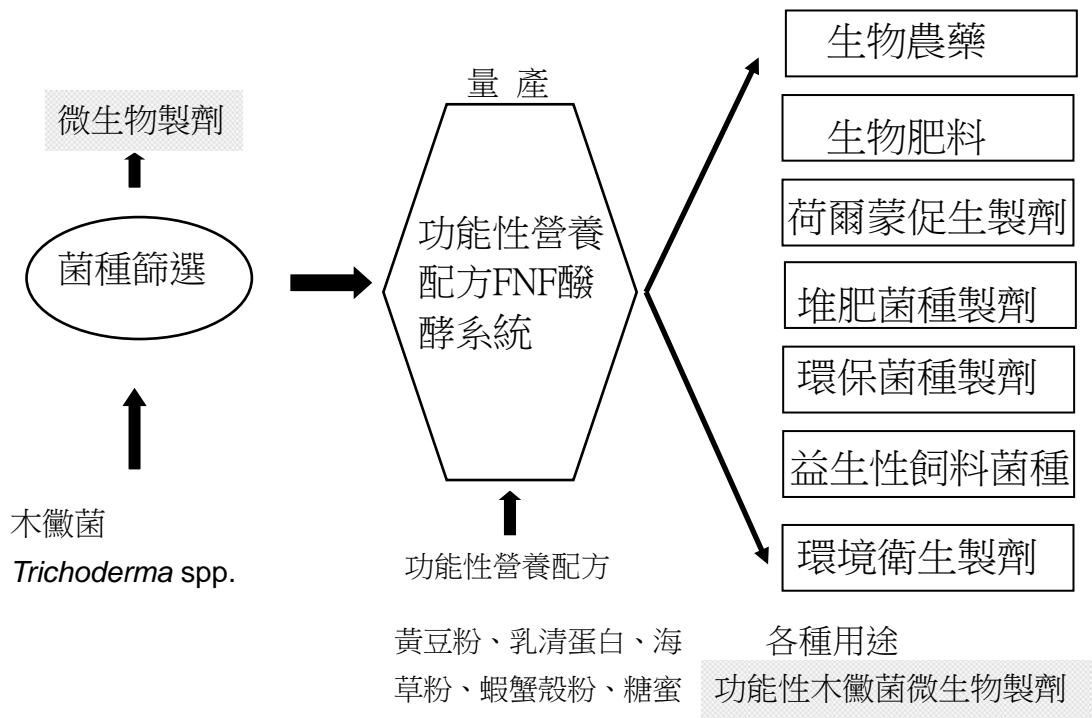 微生物製劑
菌種篩選
木黴菌
Trichoderma spp.
量 產
功能性營養
配方FNF醱
酵系統
功能性營養配方
黃豆粉、乳清蛋白、海
草粉、蝦蟹殼粉、糖蜜
生物農藥
生物肥料
荷爾蒙促生製劑
堆肥菌種製劑
環保菌種製劑
益生性飼料菌種
環境衛生製劑
各種用途
功能性木黴菌微生物製劑